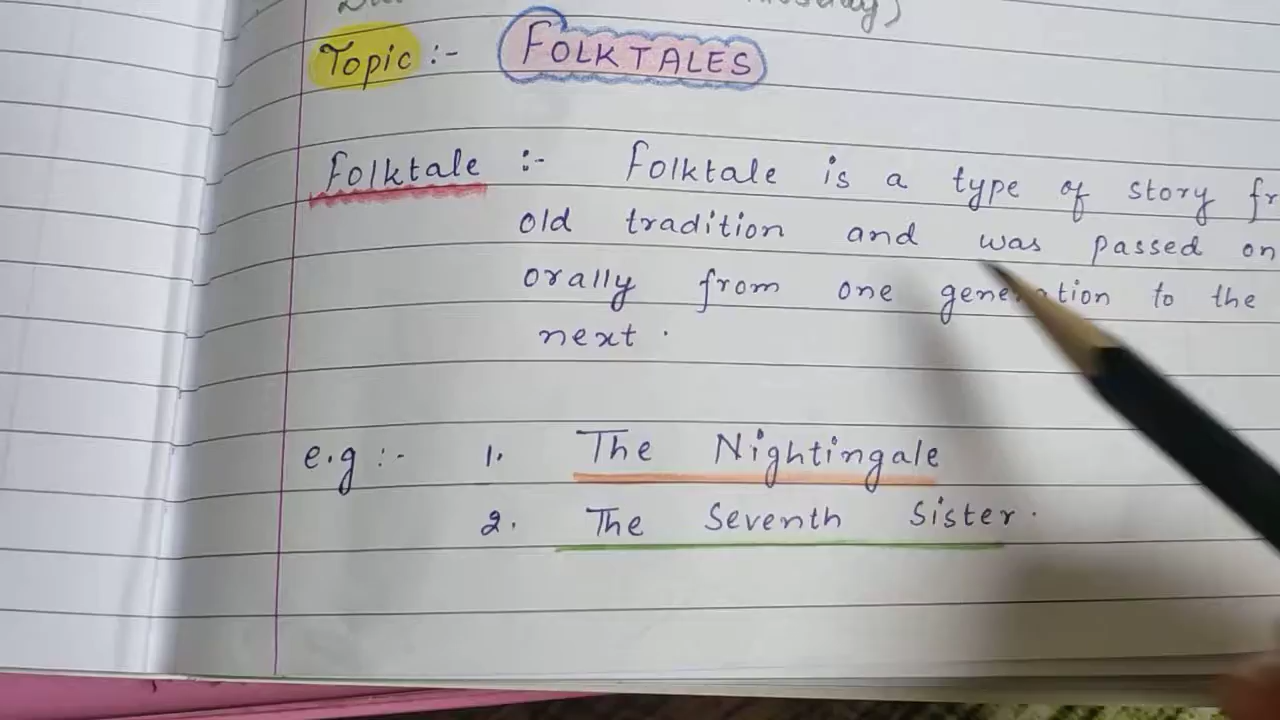 Topic :- FOLKTALES
Folktale :- Folktale is a type of story
old tradition and was passed on
orally from one generation to the
next .
e.g :- 1. The Nightingale
2. The Seventh Sister.